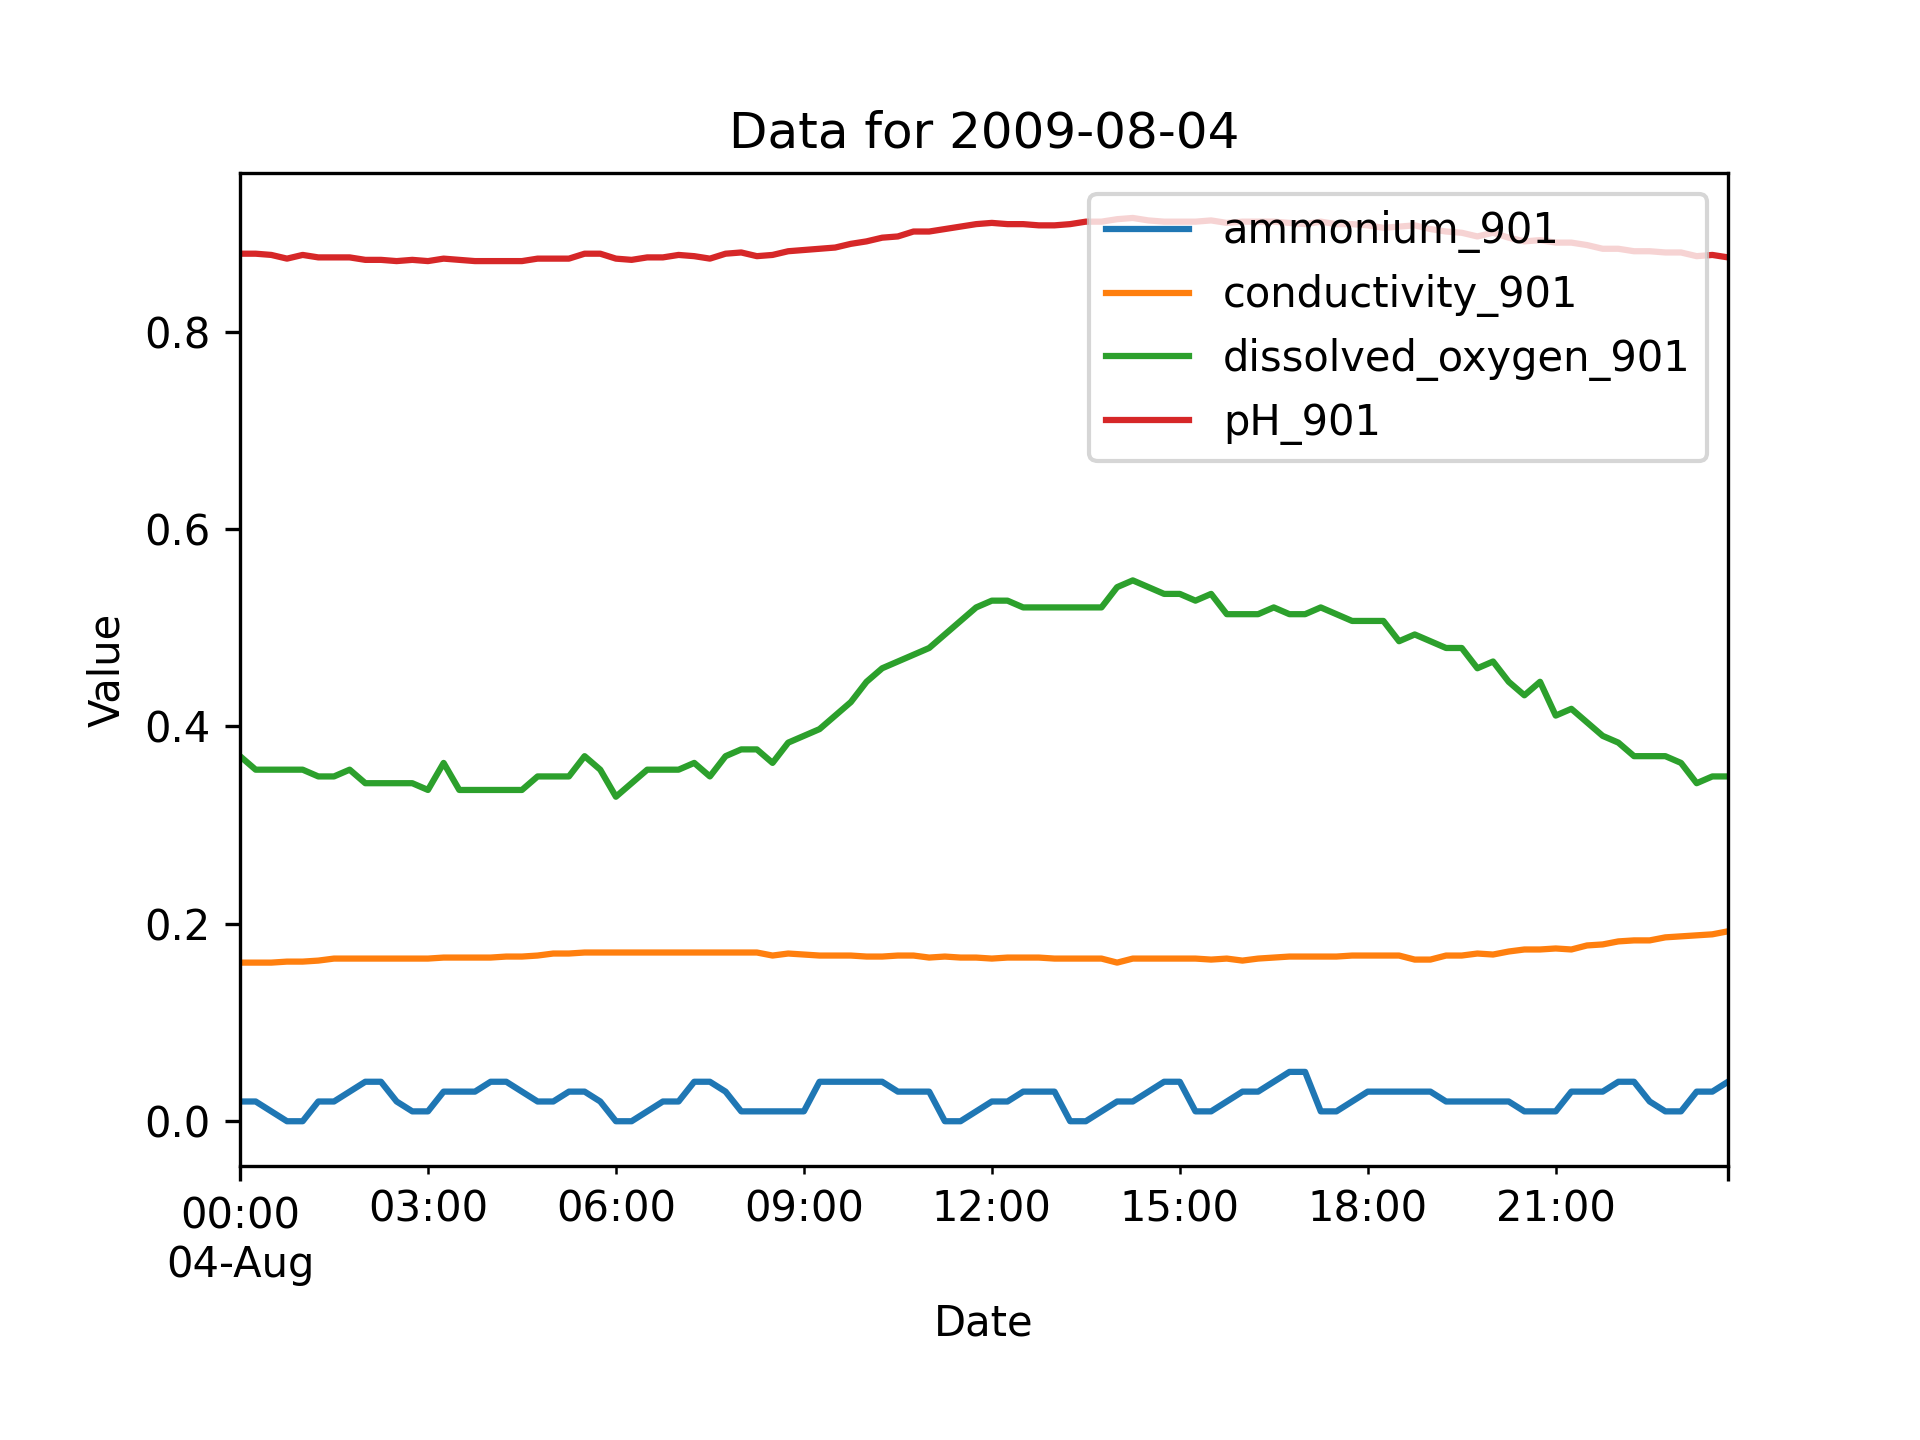 Data for 2009-08-04
ammonium_901
conductivity_901
dissolved_oxygen_901
pH_901
Value
0.8
0.6
0.4
0.2
0.0
00:00 03:00 06:00 09:00 12:00 15:00 18:00 21:00
04-Aug
Date